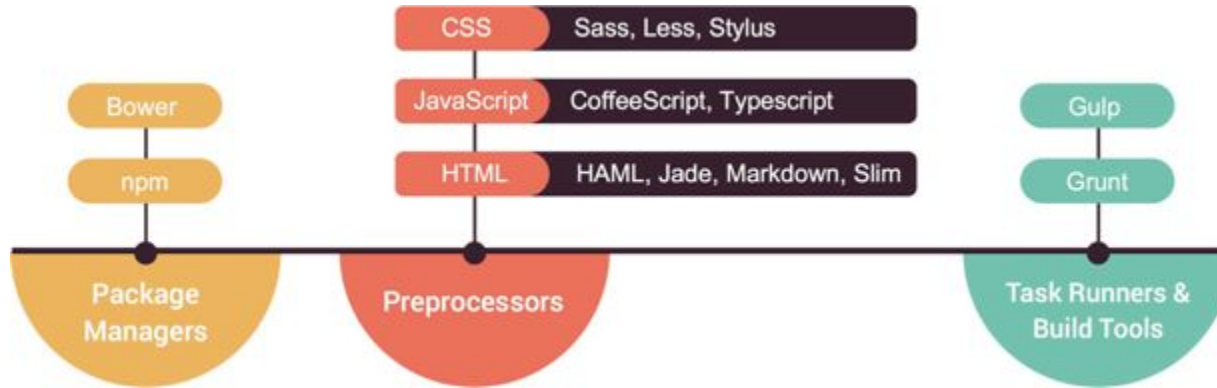 CSS Sass, Less, Stylus
Bower JavaScript CoffeeScript, Typescript Gulp
npm HTML HAML, Jade, Markdown, Slim Grunt
Package
Managers
Preprocessors
Task Runners &
Build Tools